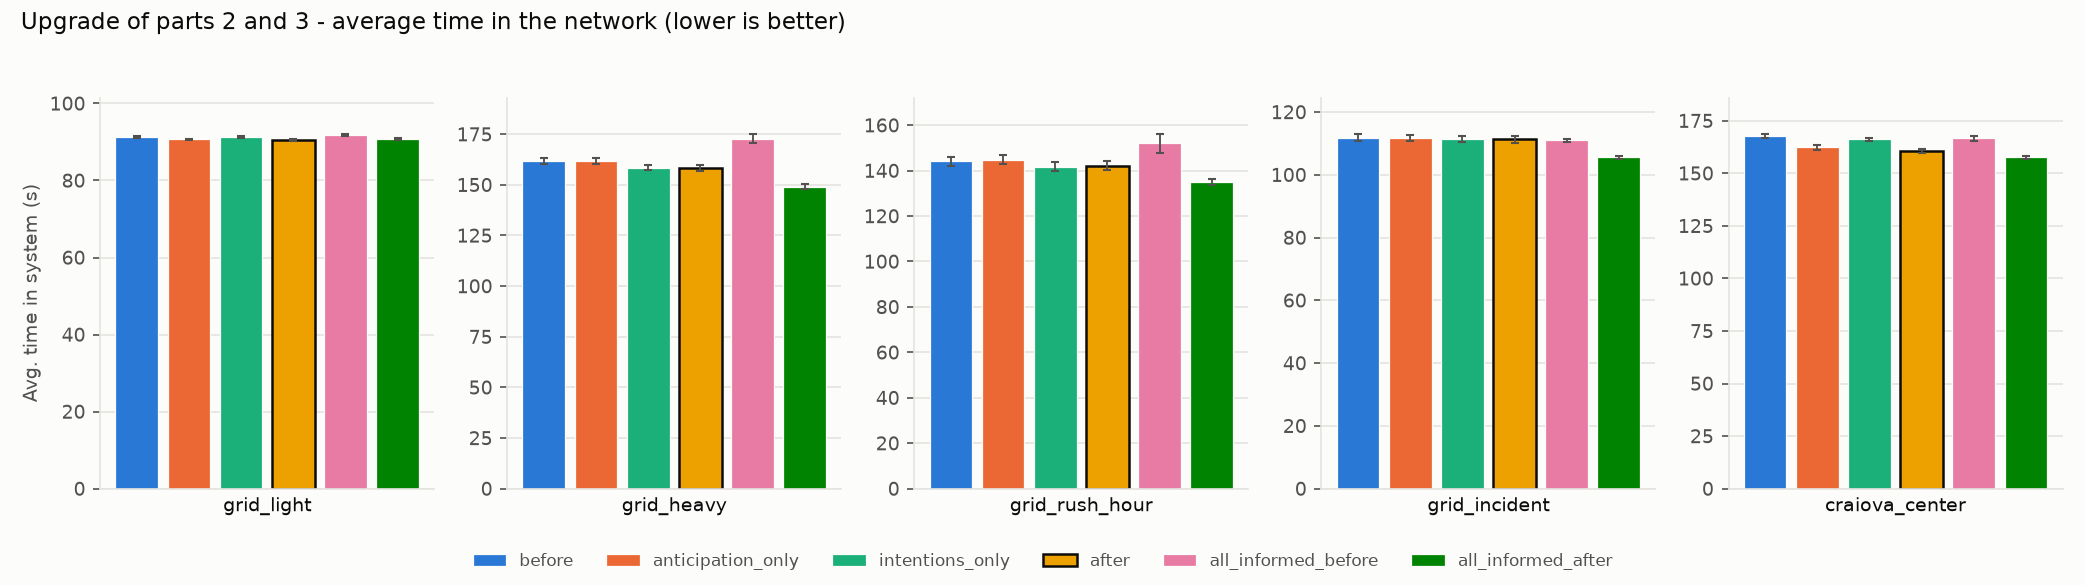 Upgrade of parts 2 and 3 - average time in the network (lower is better)
Avg. time in system (s)
100
80
60
40
20
0
grid_light
175
150
125
100
75
50
25
0
grid_heavy
160
140
120
100
80
60
40
20
0
grid_rush_hour
120
100
80
60
40
20
0
grid_incident
175
150
125
100
75
50
25
0
craiova_center
before
anticipation_only
intentions_only
after
all_informed_before
all_informed_after